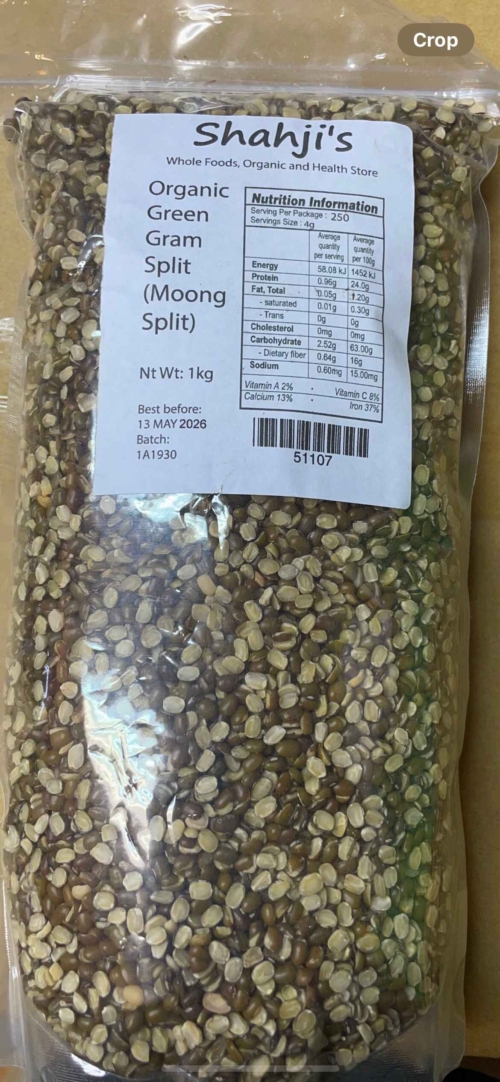 Crop
Shahji's
Whole Foods, Organic and Health Store
Organic
Green
Gram
Split
(Moong
Split)
Nt Wt: 1kg
Best before:
13 MAY 2026
Batch:
1A1930
Nutrition Information
Serving Per Package : 250
Servings Size : 4g
Average quantity per serving Average quantity per 100g
Energy 58.08 kJ 1452 kJ
Protein 0.96g 24.0g
Fat, Total 0.05g 1.20g
- saturated 0.01g 0.30g
- Trans 0g 0g
Cholesterol 0mg 0mg
Carbohydrate 2.52g 63.00g
- Dietary fiber 0.64g 16g
Sodium 0.60mg 15.00mg
Vitamin A 2% • Vitamin C 8%
Calcium 13% • Iron 37%
51107